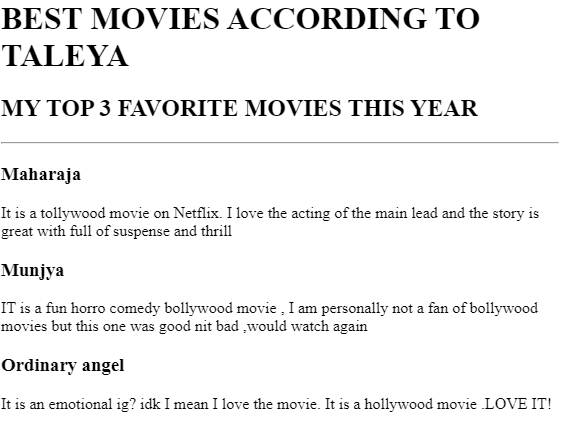 BEST MOVIES ACCORDING TO
TALEYA
MY TOP 3 FAVORITE MOVIES THIS YEAR
Maharaja
It is a tollywood movie on Netflix. I love the acting of the main lead and the story is
great with full of suspense and thrill
Munjya
IT is a fun horro comedy bollywood movie , I am personally not a fan of bollywood
movies but this one was good nit bad ,would watch again
Ordinary angel
It is an emotional ig? idk I mean I love the movie. It is a hollywood movie .LOVE IT!